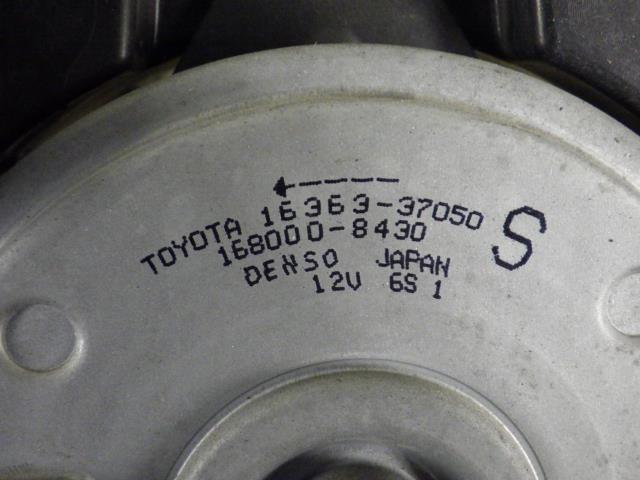 TOYOTA 16363-37050
168000-8430
DENSO JAPAN
12V 6S 1
S